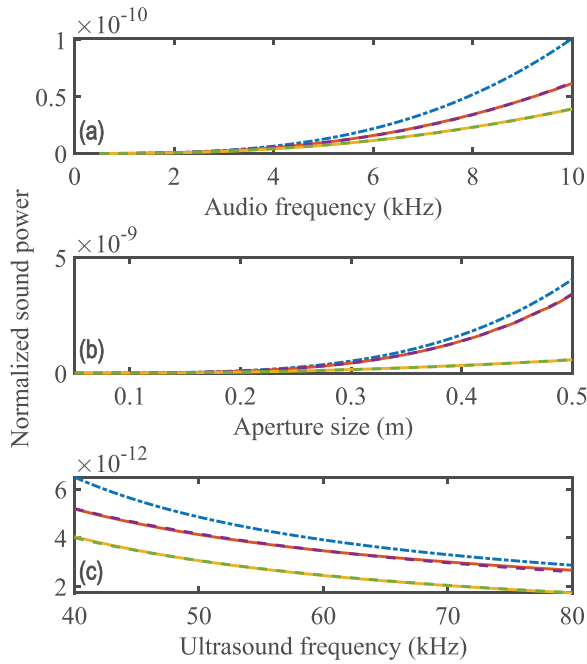 ×10⁻¹⁰
1
0.5
0
(a)
0 2 4 6 8 10
Audio frequency (kHz)
Normalized sound power
×10⁻⁹
5
0
(b)
0.1 0.2 0.3 0.4 0.5
Aperture size (m)
×10⁻¹²
6
4
2
(c)
40 50 60 70 80
Ultrasound frequency (kHz)